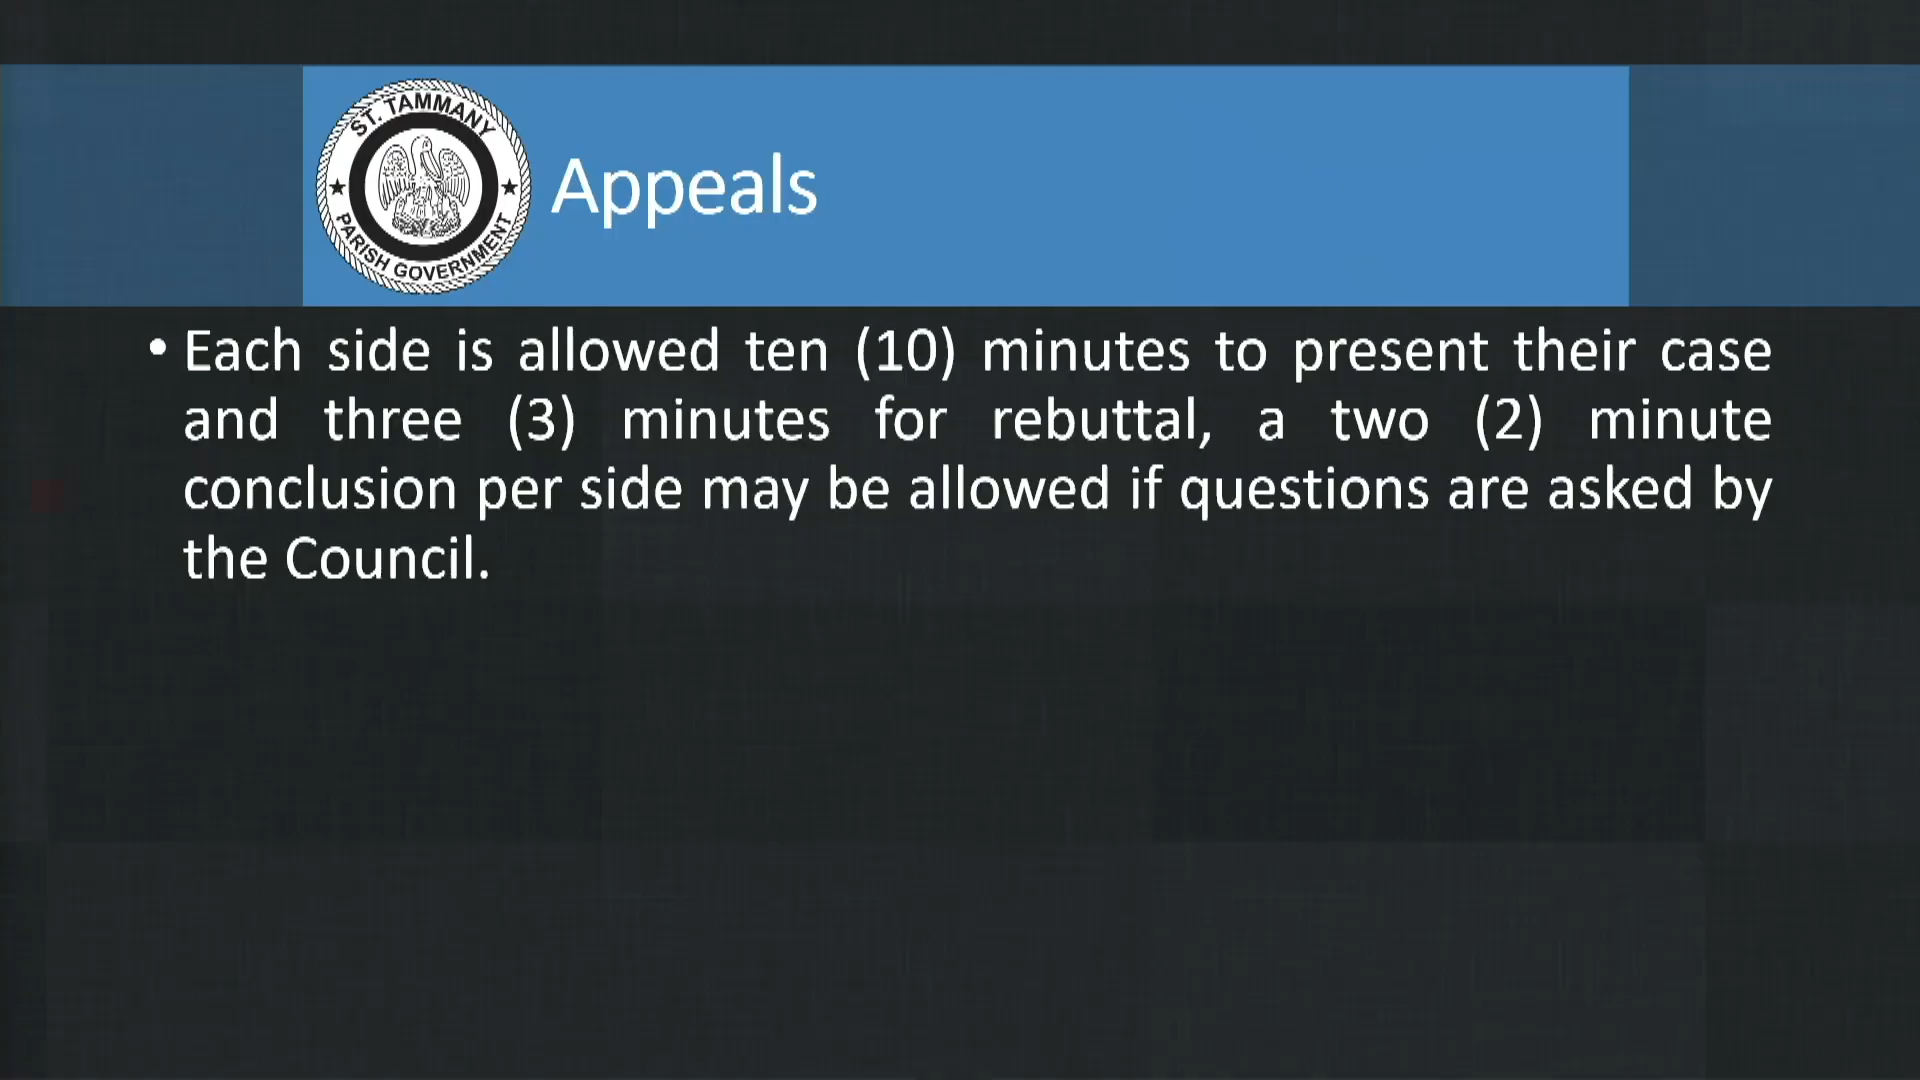 ST. TAMMANY
PARISH GOVERNMENT
Appeals
• Each side is allowed ten (10) minutes to present their case
and three (3) minutes for rebuttal, a two (2) minute
conclusion per side may be allowed if questions are asked by
the Council.